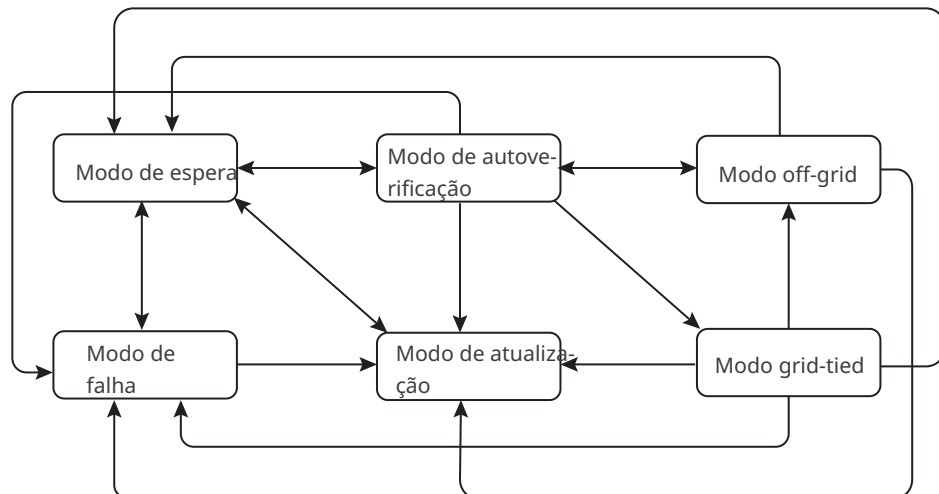 Modo de espera
Modo de autove-
rificação
Modo off-grid
Modo de
falha
Modo de atualiza-
ção
Modo grid-tied